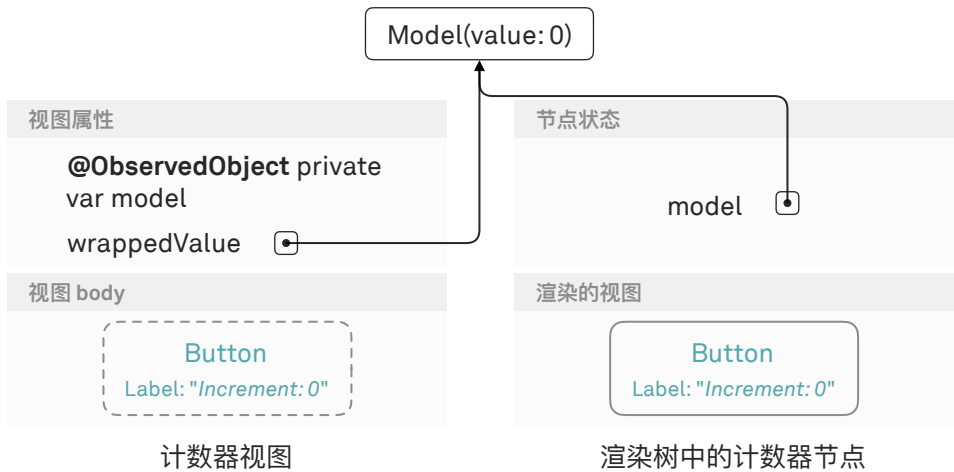 Model(value: 0)
视图属性
@ObservedObject private
var model
wrappedValue
视图 body
Button
Label: "Increment: 0"
计数器视图
节点状态
model
渲染的视图
Button
Label: "Increment: 0"
渲染树中的计数器节点